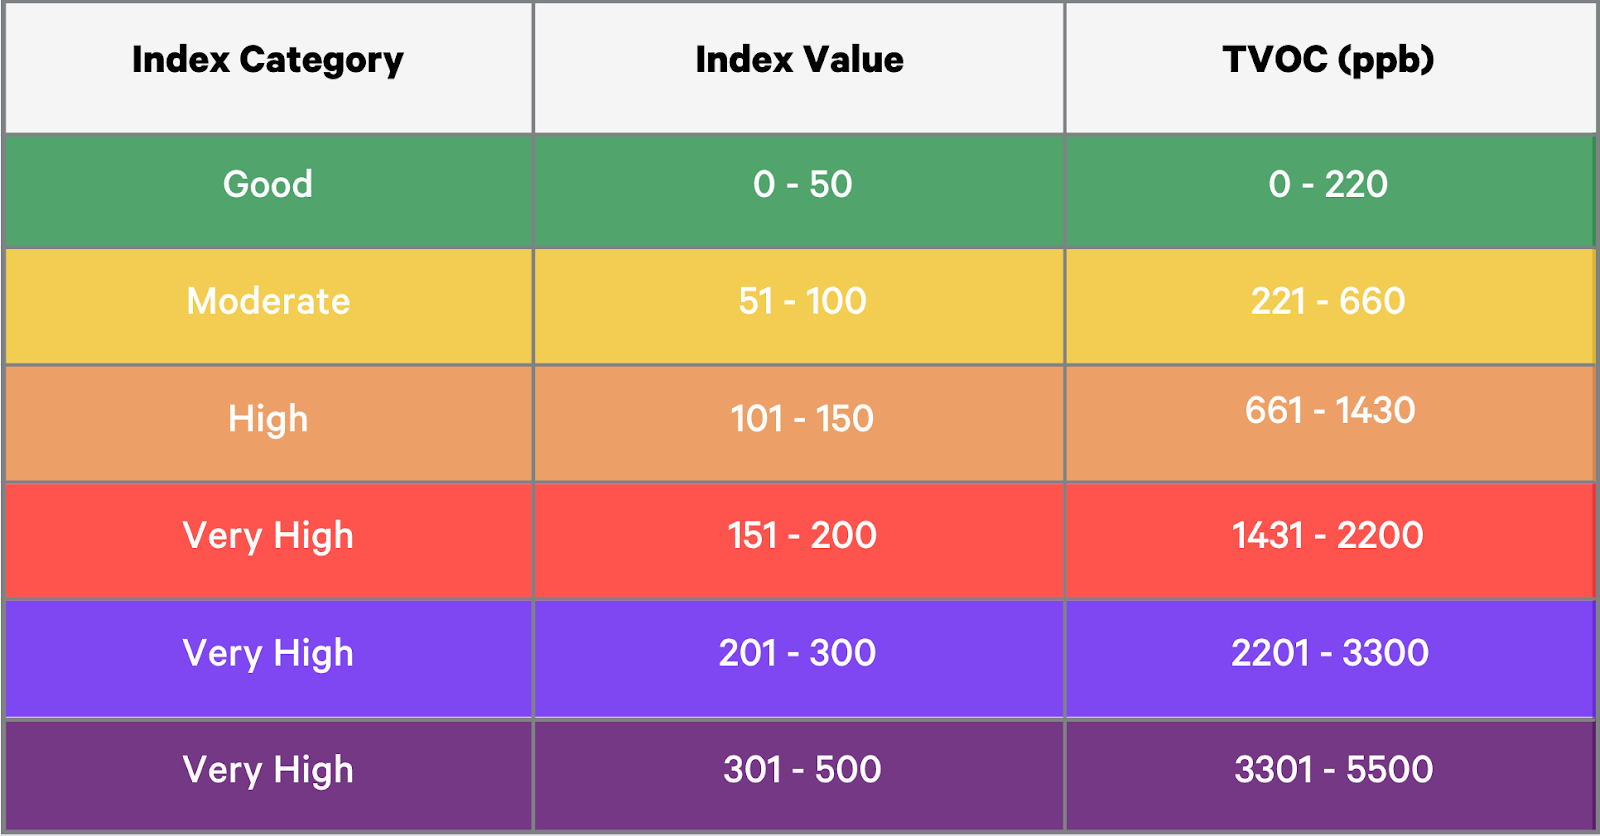 Index Category Index Value TVOC (ppb)
Good 0 - 50 0 - 220
Moderate 51 - 100 221 - 660
High 101 - 150 661 - 1430
Very High 151 - 200 1431 - 2200
Very High 201 - 300 2201 - 3300
Very High 301 - 500 3301 - 5500